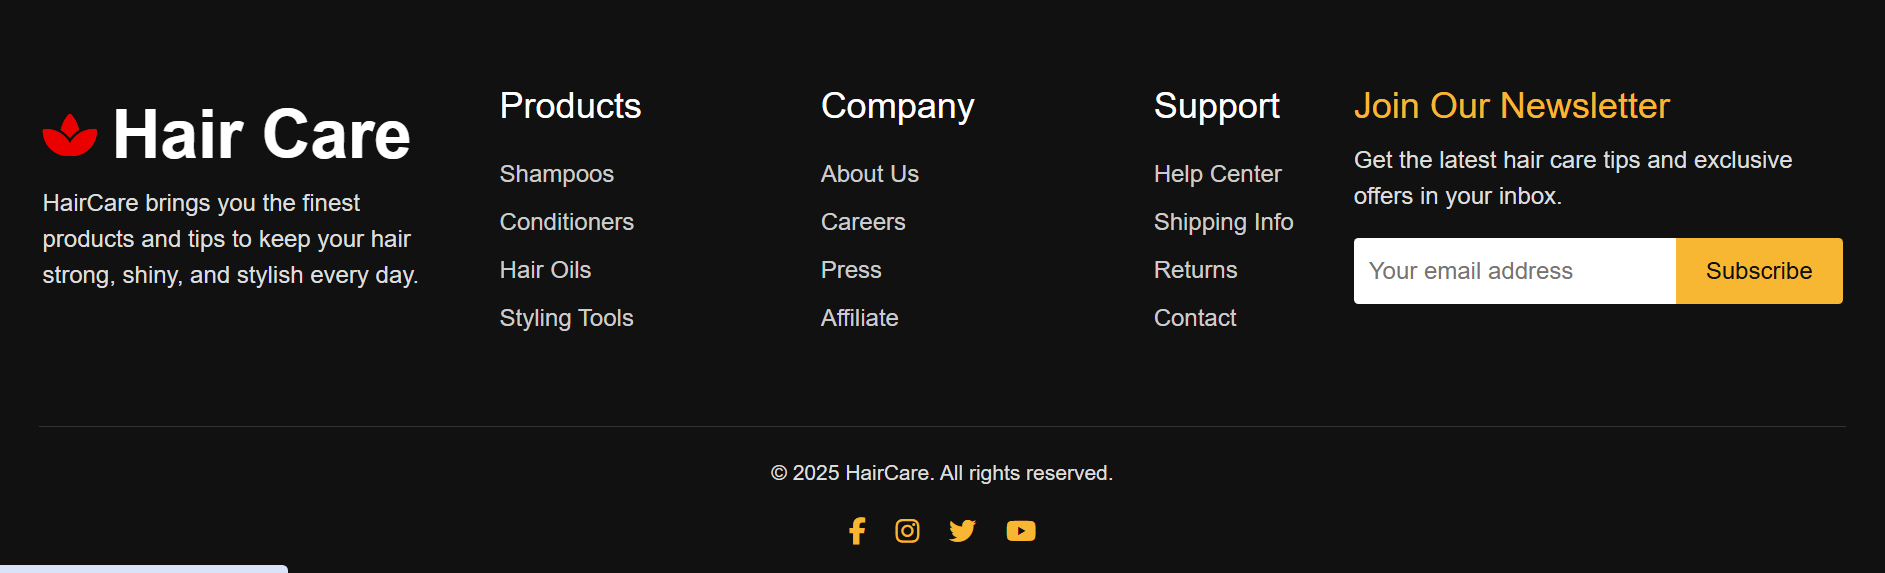 Hair Care
HairCare brings you the finest
products and tips to keep your hair
strong, shiny, and stylish every day.
Products
Shampoos
Conditioners
Hair Oils
Styling Tools
Company
About Us
Careers
Press
Affiliate
Support
Help Center
Shipping Info
Returns
Contact
Join Our Newsletter
Get the latest hair care tips and exclusive
offers in your inbox.
Your email address
Subscribe
© 2025 HairCare. All rights reserved.